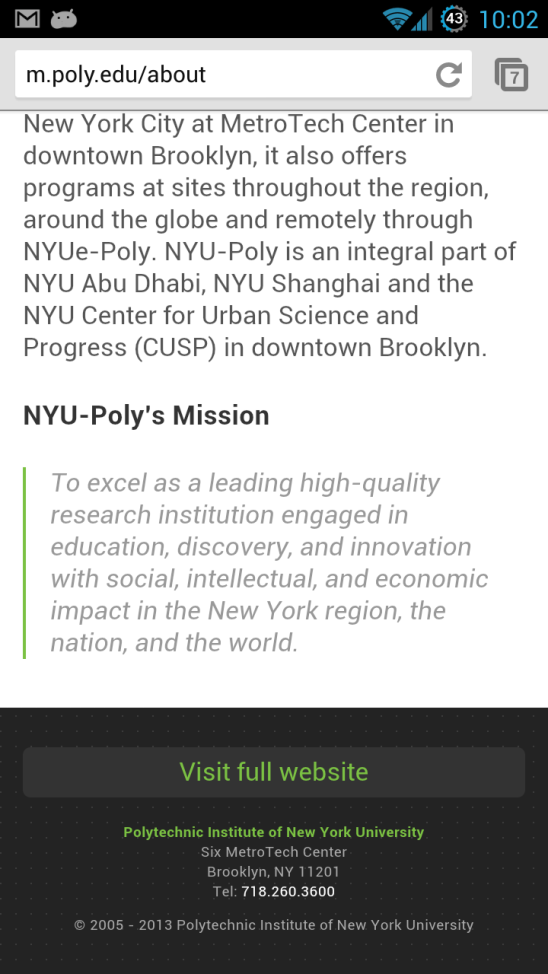 43 10:02
m.poly.edu/about
7
New York City at MetroTech Center in
downtown Brooklyn, it also offers
programs at sites throughout the region,
around the globe and remotely through
NYUe-Poly. NYU-Poly is an integral part of
NYU Abu Dhabi, NYU Shanghai and the
NYU Center for Urban Science and
Progress (CUSP) in downtown Brooklyn.
NYU-Poly's Mission
To excel as a leading high-quality
research institution engaged in
education, discovery, and innovation
with social, intellectual, and economic
impact in the New York region, the
nation, and the world.
Visit full website
Polytechnic Institute of New York University
Six MetroTech Center
Brooklyn, NY 11201
Tel: 718.260.3600
© 2005 - 2013 Polytechnic Institute of New York University